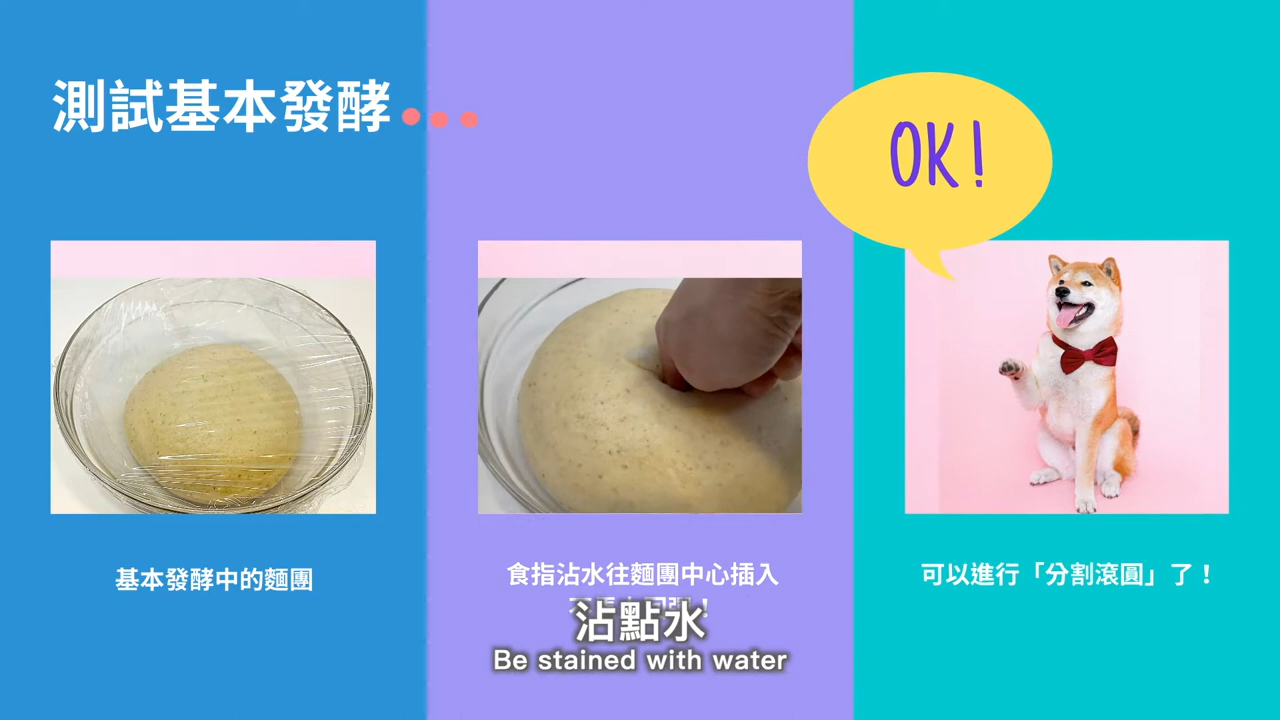 測試基本發酵
OK!
基本發酵中的麵團
食指沾水往麵團中心插入
可以進行「分割滾圓」了！
沾點水
Be stained with water